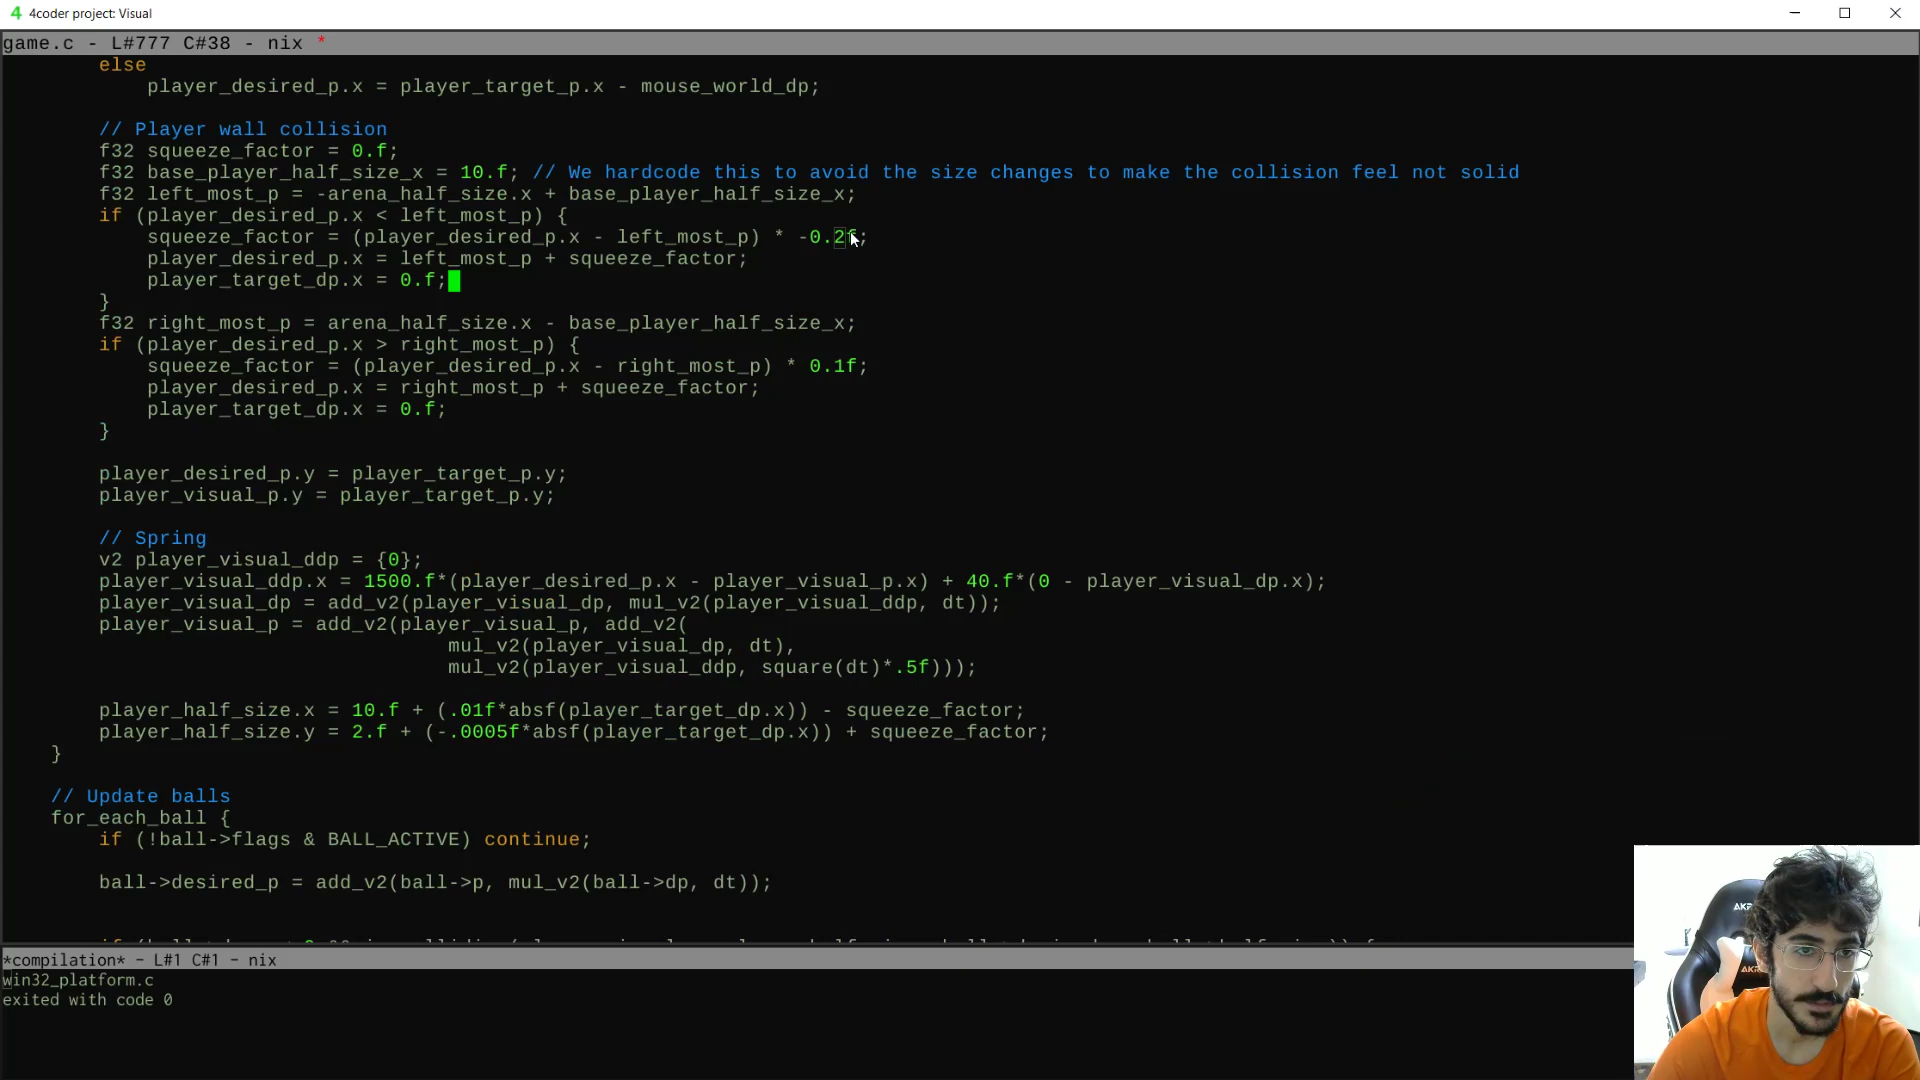 4 4coder project: Visual
game.c - L#777 C#38 - nix *
else
player_desired_p.x = player_target_p.x - mouse_world_dp;
// Player wall collision
f32 squeeze_factor = 0.f;
f32 base_player_half_size_x = 10.f; // We hardcode this to avoid the size changes to make the collision feel not solid
f32 left_most_p = -arena_half_size.x + base_player_half_size_x;
if (player_desired_p.x < left_most_p) {
squeeze_factor = (player_desired_p.x - left_most_p) * -0.2f;
player_desired_p.x = left_most_p + squeeze_factor;
player_target_dp.x = 0.f;
}
f32 right_most_p = arena_half_size.x - base_player_half_size_x;
if (player_desired_p.x > right_most_p) {
squeeze_factor = (player_desired_p.x - right_most_p) * 0.1f;
player_desired_p.x = right_most_p + squeeze_factor;
player_target_dp.x = 0.f;
}
player_desired_p.y = player_target_p.y;
player_visual_p.y = player_target_p.y;
// Spring
v2 player_visual_ddp = {0};
player_visual_ddp.x = 1500.f*(player_desired_p.x - player_visual_p.x) + 40.f*(0 - player_visual_dp.x);
player_visual_dp = add_v2(player_visual_dp, mul_v2(player_visual_ddp, dt));
player_visual_p = add_v2(player_visual_p, add_v2(
mul_v2(player_visual_dp, dt),
mul_v2(player_visual_ddp, square(dt)*.5f)));
player_half_size.x = 10.f + (.01f*absf(player_target_dp.x)) - squeeze_factor;
player_half_size.y = 2.f + (-.0005f*absf(player_target_dp.x)) + squeeze_factor;
}
// Update balls
for_each_ball {
if (!ball->flags & BALL_ACTIVE) continue;
ball->desired_p = add_v2(ball->p, mul_v2(ball->dp, dt));
*compilation* - L#1 C#1 - nix
win32_platform.c
exited with code 0